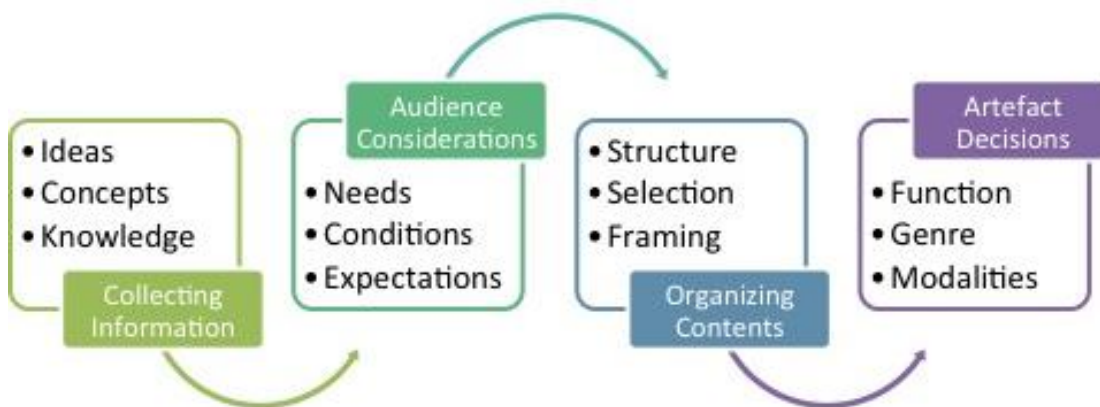 • Ideas
• Concepts
• Knowledge
Collecting
Information
Audience
Considerations
• Needs
• Conditions
• Expectations
• Structure
• Selection
• Framing
Organizing
Contents
Artefact
Decisions
• Function
• Genre
• Modalities